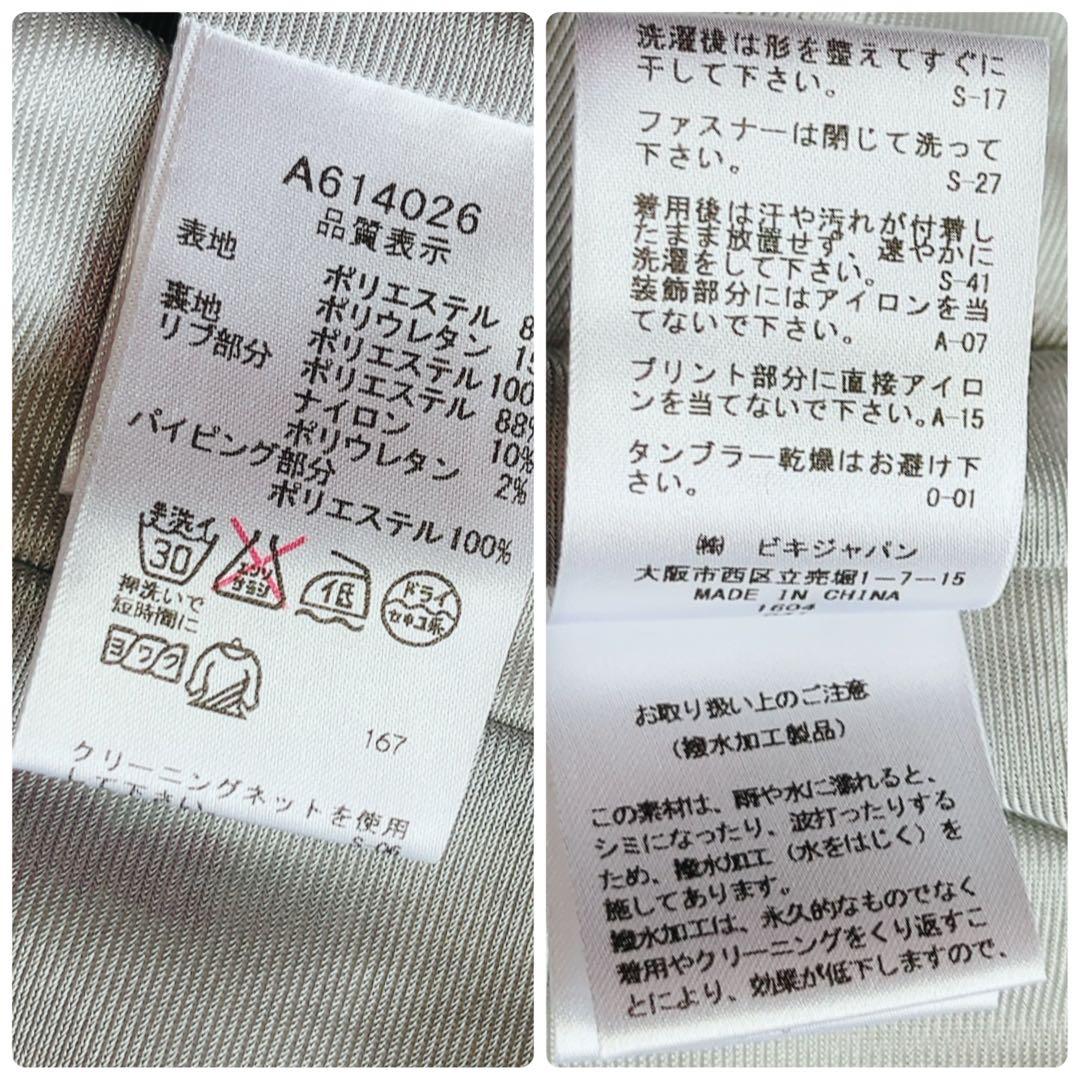 A614026
品質表示
表地
ポリエステル 8
ポリウレタン 1
裏地 ポリエステル 100
リブ部分 ポリエステル 88%
ナイロン 10%
ポリウレタン 2%
パイピング部分
ポリエステル 100%
手洗イ
30
エンソ
サラシ
低
ドライ
セキユ系
押洗いで
短時間に
ヨワク
167
クリーニングネットを使用
して下さい。
S-06
洗濯後は形を整えてすぐに
干して下さい。 S-17
ファスナーは閉じて洗って
下さい。 S-27
着用後は汗や汚れが付着し
たまま放置せず、速やかに
洗濯をして下さい。 S-41
装飾部分にはアイロンを当
てないで下さい。 A-07
プリント部分に直接アイロ
ンを当てないで下さい。A-15
タンブラー乾燥はお避け下
さい。 O-01
㈱ ビキジャパン
大阪市西区立売堀1-7-15
MADE IN CHINA
1604
お取り扱い上のご注意
(撥水加工製品)
この素材は、雨や水に濡れると、
シミになったり、波打ったりする
ため、撥水加工(水をはじく)を
施してあります。
撥水加工は、永久的なものでなく
着用やクリーニングをくり返すこ
とにより、効果が低下しますので、